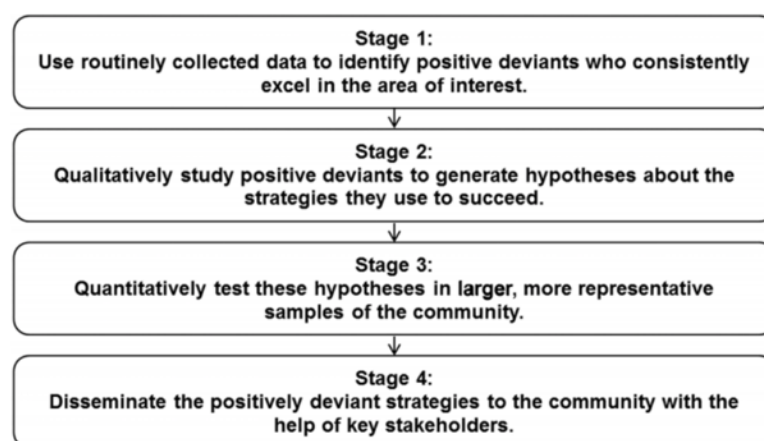 Stage 1:
Use routinely collected data to identify positive deviants who consistently
excel in the area of interest.
Stage 2:
Qualitatively study positive deviants to generate hypotheses about the
strategies they use to succeed.
Stage 3:
Quantitatively test these hypotheses in larger, more representative
samples of the community.
Stage 4:
Disseminate the positively deviant strategies to the community with the
help of key stakeholders.